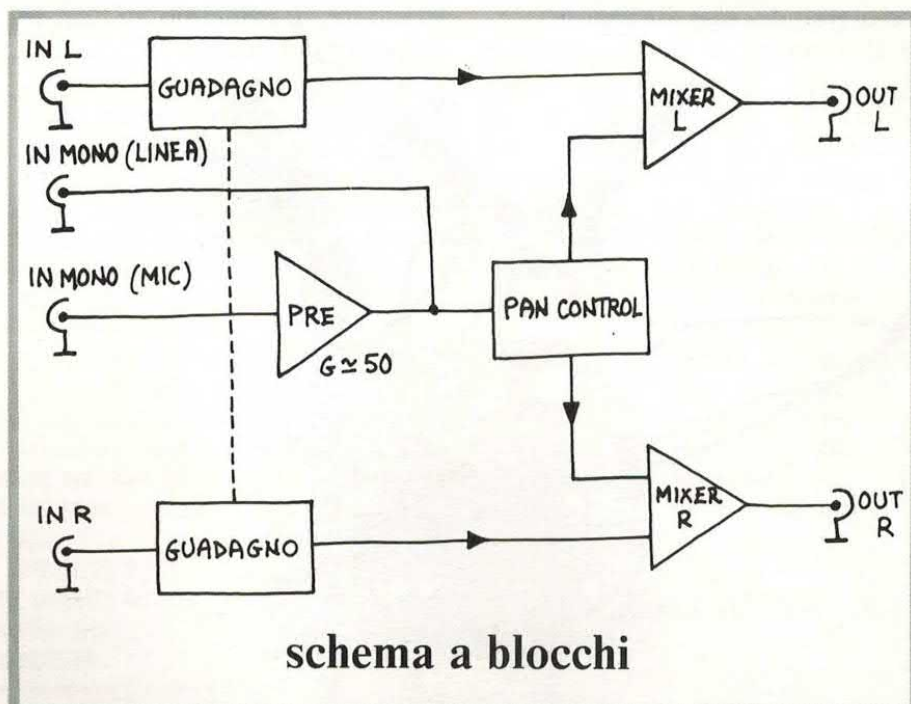 IN L
GUADAGNO
MIXER
L
OUT
L
IN MONO (LINEA)
IN MONO (MIC)
PRE
G ≃ 50
PAN CONTROL
IN R
GUADAGNO
MIXER
R
OUT
R
schema a blocchi